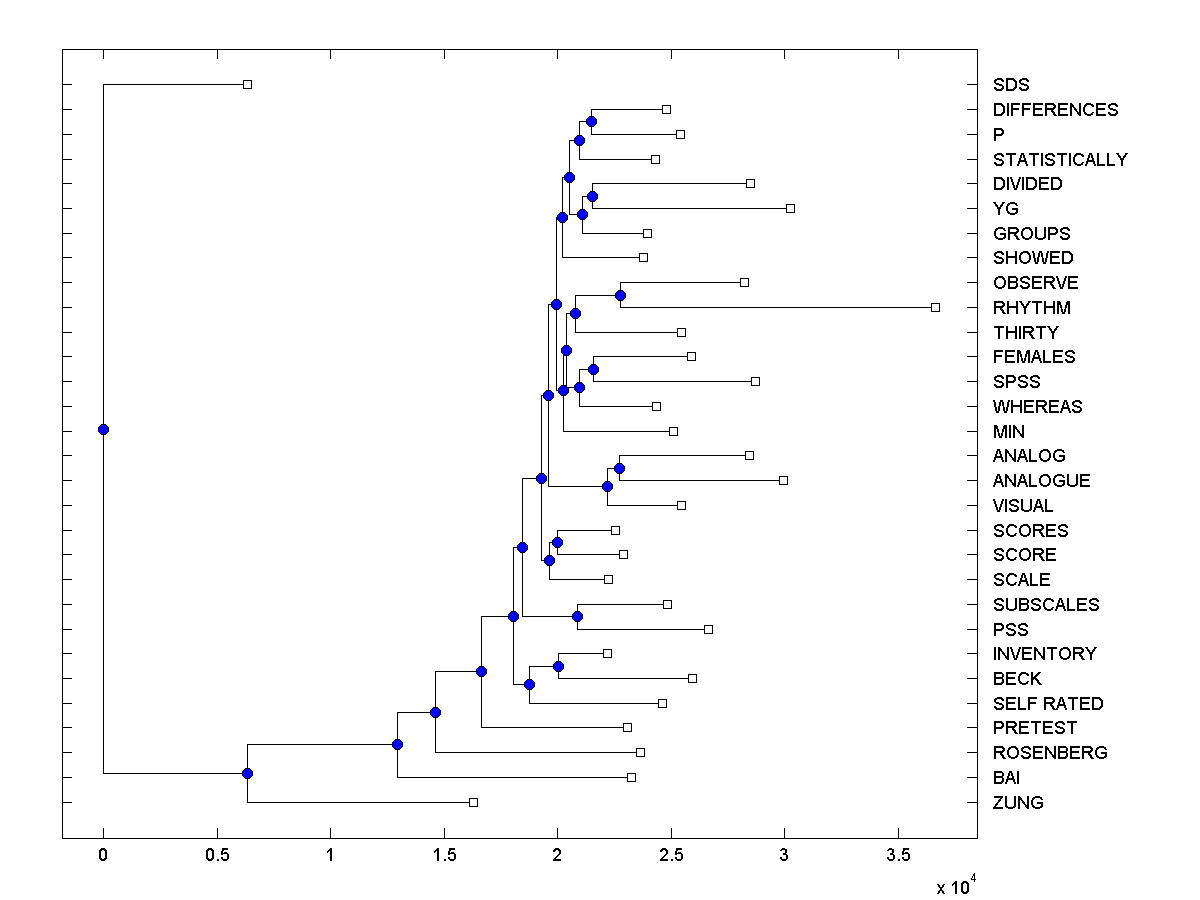 SDS
DIFFERENCES
P
STATISTICALLY
DIVIDED
YG
GROUPS
SHOWED
OBSERVE
RHYTHM
THIRTY
FEMALES
SPSS
WHEREAS
MIN
ANALOG
ANALOGUE
VISUAL
SCORES
SCORE
SCALE
SUBSCALES
PSS
INVENTORY
BECK
SELF RATED
PRETEST
ROSENBERG
BAI
ZUNG
0 0.5 1 1.5 2 2.5 3 3.5
x 10^4